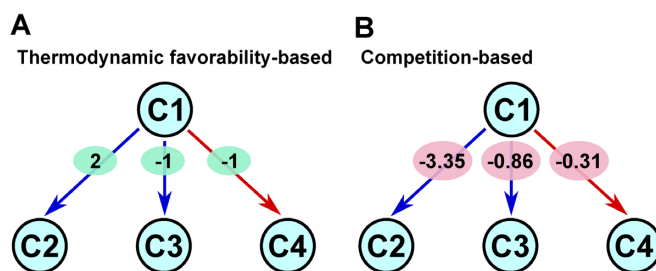 A
Thermodynamic favorability-based
C1
2
-1
-1
C2
C3
C4
B
Competition-based
C1
-3.35
-0.86
-0.31
C2
C3
C4